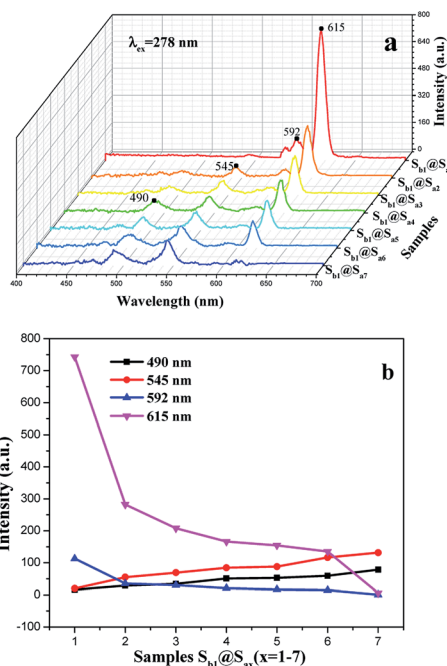 λex=278 nm
a
615
592
545
490
800
640
480
320
160
0
Intensity (a.u.)
Sb1@Sa2
Sb1@Sa3
Sb1@Sa4
Sb1@Sa5
Sb1@Sa6
Sb1@Sa7
Samples
400 450 500 550 600 650 700
Wavelength (nm)
b
490 nm
545 nm
592 nm
615 nm
800
700
600
500
400
300
200
100
0
-100
Intensity (a.u.)
1 2 3 4 5 6 7
Samples Sb1@Sax(x=1-7)